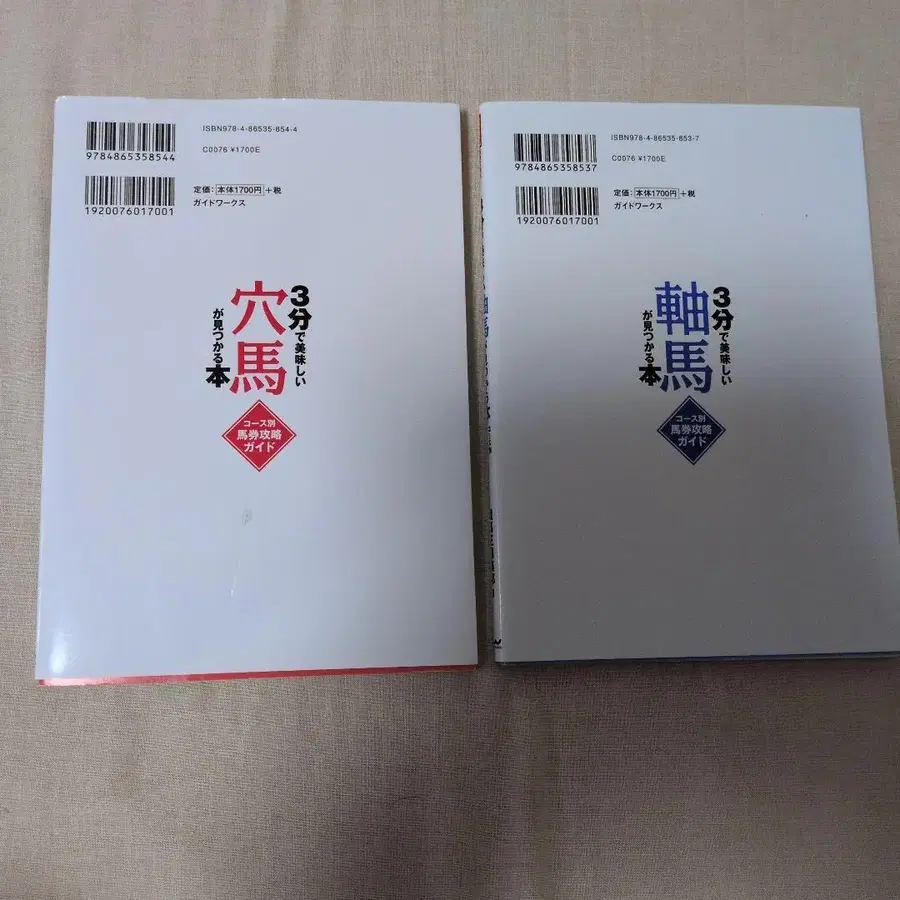 ISBN978-4-86535-854-4
C0076 ¥1700E
9784865358544
定価：本体1700円＋税
ガイドワークス
1920076017001
3分で美味しい
穴馬
が見つかる本
コース別
馬券攻略
ガイド
ISBN978-4-86535-853-7
C0076 ¥1700E
9784865358537
定価：本体1700円＋税
ガイドワークス
1920076017001
3分で美味しい
軸馬
が見つかる本
コース別
馬券攻略
ガイド